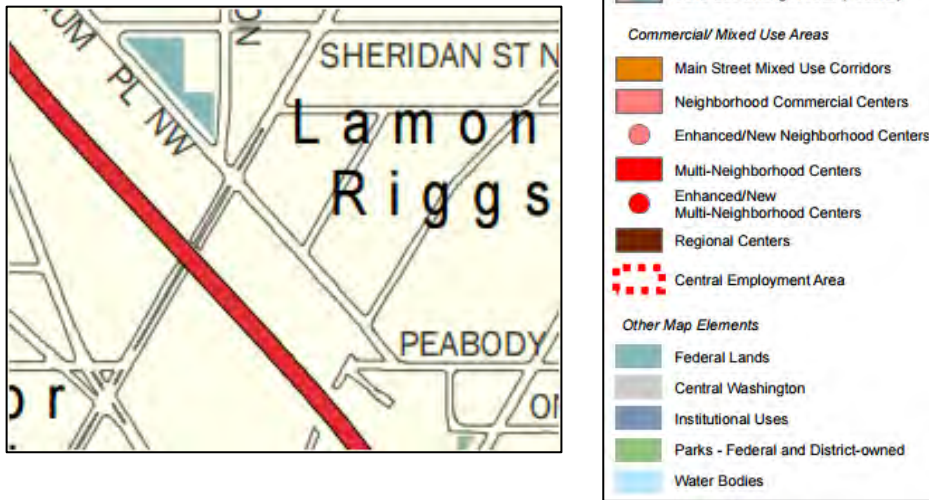 UM PL NW
SHERIDAN ST N
Lamon
Riggs
PEABODY
or
Commercial/ Mixed Use Areas
Main Street Mixed Use Corridors
Neighborhood Commercial Centers
Enhanced/New Neighborhood Centers
Multi-Neighborhood Centers
Enhanced/New
Multi-Neighborhood Centers
Regional Centers
Central Employment Area
Other Map Elements
Federal Lands
Central Washington
Institutional Uses
Parks - Federal and District-owned
Water Bodies